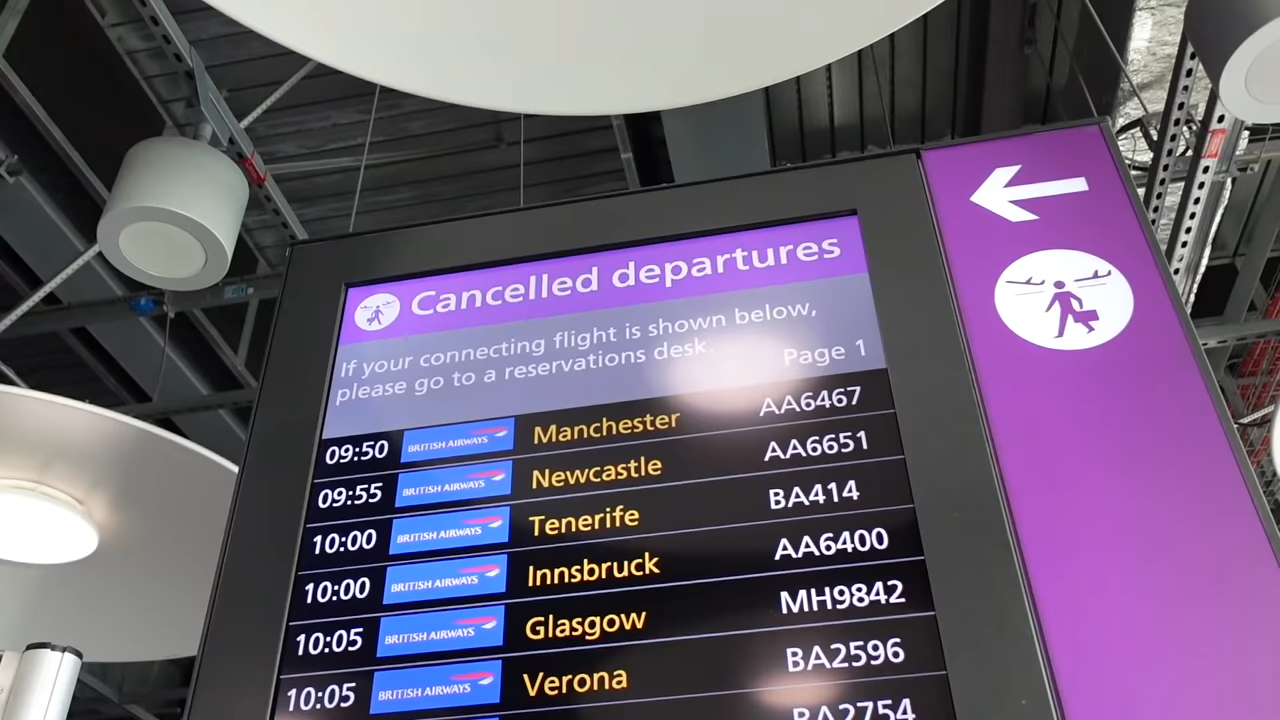 Cancelled departures
If your connecting flight is shown below,
please go to a reservations desk.
Page 1
09:50 BRITISH AIRWAYS Manchester AA6467
09:55 BRITISH AIRWAYS Newcastle AA6651
10:00 BRITISH AIRWAYS Tenerife BA414
10:00 BRITISH AIRWAYS Innsbruck AA6400
10:05 BRITISH AIRWAYS Glasgow MH9842
10:05 BRITISH AIRWAYS Verona BA2596
BA2754